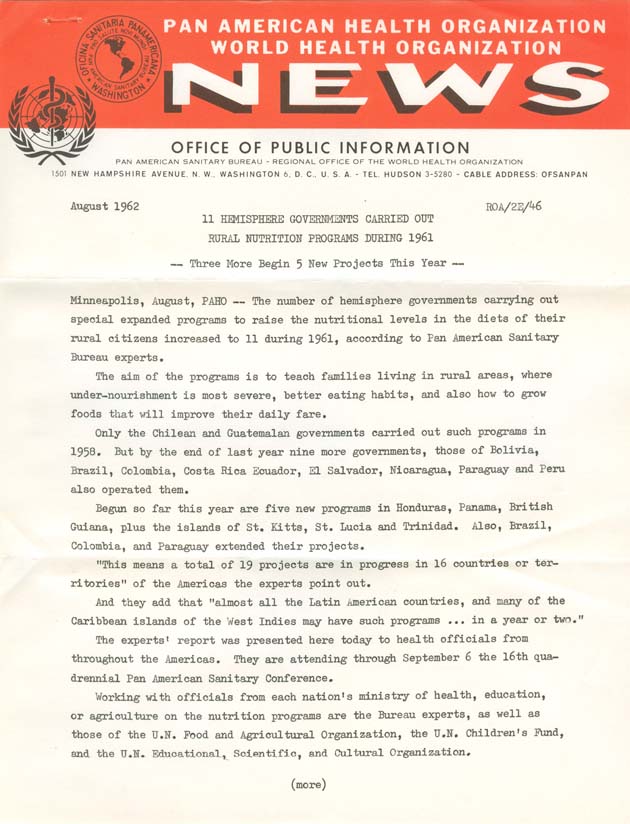 PAN AMERICAN HEALTH ORGANIZATION
WORLD HEALTH ORGANIZATION
NEWS
OFICINA SANITARIA PANAMERICANA
WASHINGTON
OFFICE OF PUBLIC INFORMATION
PAN AMERICAN SANITARY BUREAU - REGIONAL OFFICE OF THE WORLD HEALTH ORGANIZATION
1501 NEW HAMPSHIRE AVENUE, N. W., WASHINGTON 6, D. C., U. S. A. - TEL. HUDSON 3-5280 - CABLE ADDRESS: OFSANPAN
August 1962
ROA/2E/46
11 HEMISPHERE GOVERNMENTS CARRIED OUT
RURAL NUTRITION PROGRAMS DURING 1961
-- Three More Begin 5 New Projects This Year --
Minneapolis, August, PAHO -- The number of hemisphere governments carrying out
special expanded programs to raise the nutritional levels in the diets of their
rural citizens increased to 11 during 1961, according to Pan American Sanitary
Bureau experts.
The aim of the programs is to teach families living in rural areas, where
under-nourishment is most severe, better eating habits, and also how to grow
foods that will improve their daily fare.
Only the Chilean and Guatemalan governments carried out such programs in
1958. But by the end of last year nine more governments, those of Bolivia,
Brazil, Colombia, Costa Rica Ecuador, El Salvador, Nicaragua, Paraguay and Peru
also operated them.
Begun so far this year are five new programs in Honduras, Panama, British
Guiana, plus the islands of St. Kitts, St. Lucia and Trinidad. Also, Brazil,
Colombia, and Paraguay extended their projects.
"This means a total of 19 projects are in progress in 16 countries or ter-
ritories" of the Americas the experts point out.
And they add that "almost all the Latin American countries, and many of the
Caribbean islands of the West Indies may have such programs ... in a year or two."
The experts' report was presented here today to health officials from
throughout the Americas. They are attending through September 6 the 16th qua-
drennial Pan American Sanitary Conference.
Working with officials from each nation's ministry of health, education,
or agriculture on the nutrition programs are the Bureau experts, as well as
those of the U.N. Food and Agricultural Organization, the U.N. Children's Fund,
and the U.N. Educational, Scientific, and Cultural Organization.
(more)